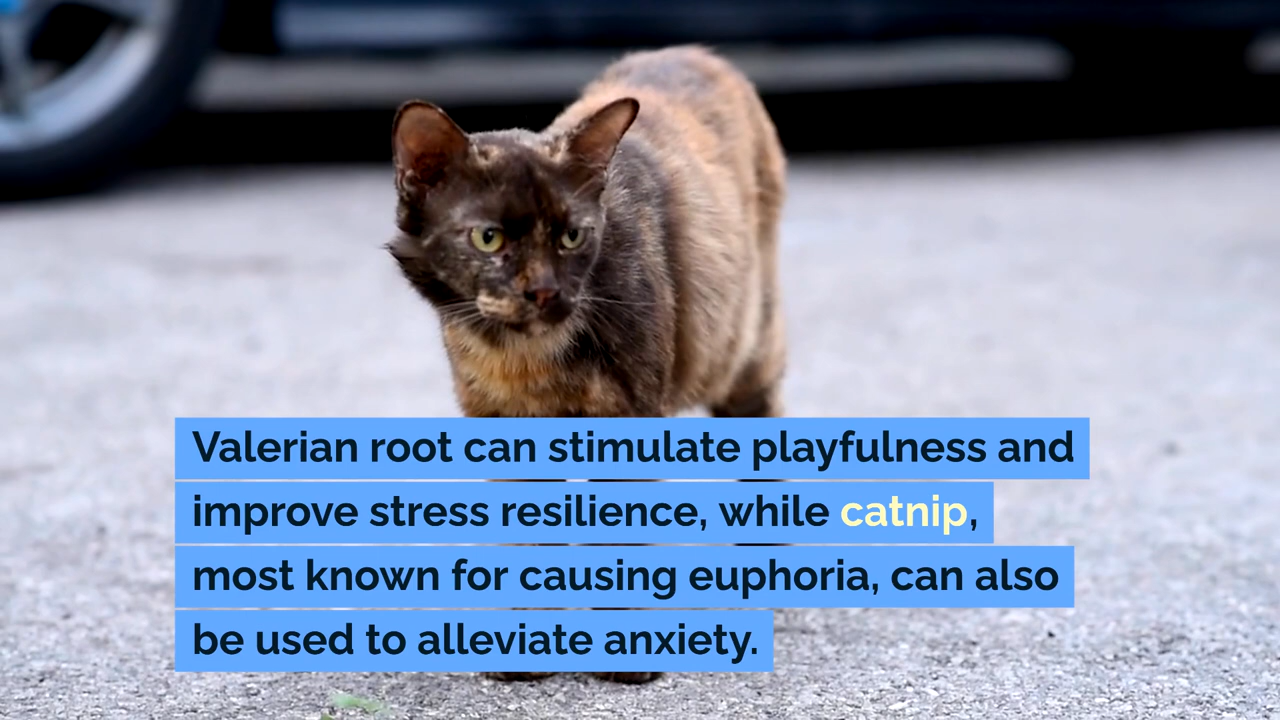 Valerian root can stimulate playfulness and
improve stress resilience, while catnip,
most known for causing euphoria, can also
be used to alleviate anxiety.